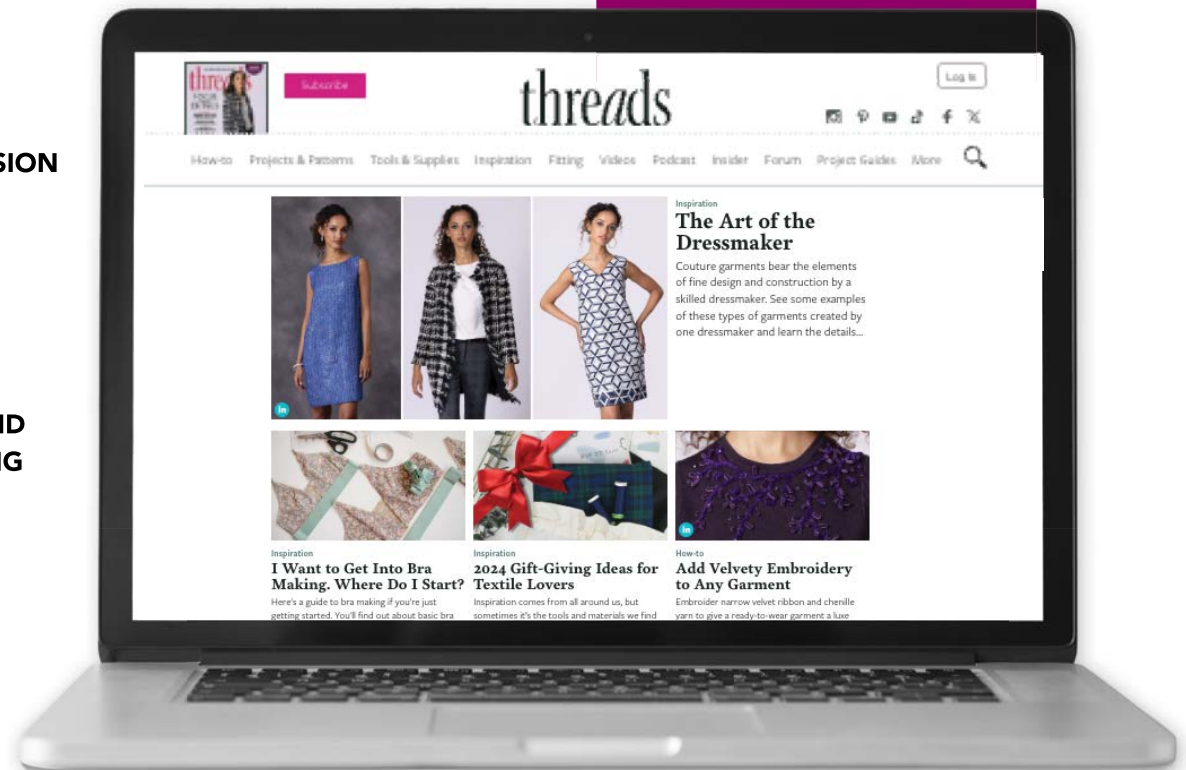 SION
ND
NG
threads
Subscribe
threads
Log In
How-to Projects & Patterns Tools & Supplies Inspiration Fitting Videos Podcast Insider Forum Project Guides More
Inspiration
The Art of the
Dressmaker
Couture garments bear the elements
of fine design and construction by a
skilled dressmaker. See some examples
of these types of garments created by
one dressmaker and learn the details...
in
in
Inspiration
I Want to Get Into Bra
Making. Where Do I Start?
Here's a guide to bra making if you're just
getting started. You'll find out about basic bra
Inspiration
2024 Gift-Giving Ideas for
Textile Lovers
Inspiration comes from all around us, but
sometimes it's the tools and materials we find
How-to
Add Velvety Embroidery
to Any Garment
Embroider narrow velvet ribbon and chenille
yarn to give a ready-to-wear garment a luxe